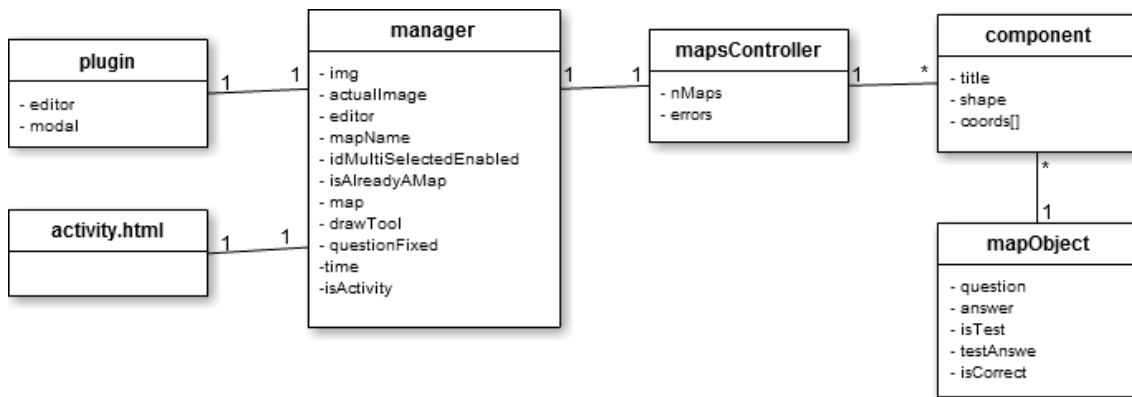 plugin
- editor
- modal
1
1
activity.html
1
1
manager
- img
- actualImage
- editor
- mapName
- idMultiSelectedEnabled
- isAlreadyAMap
- map
- drawTool
- questionFixed
-time
-isActivity
1
1
mapsController
- nMaps
- errors
1
*
component
- title
- shape
- coords[]
*
1
mapObject
- question
- answer
- isTest
- testAnswe
- isCorrect